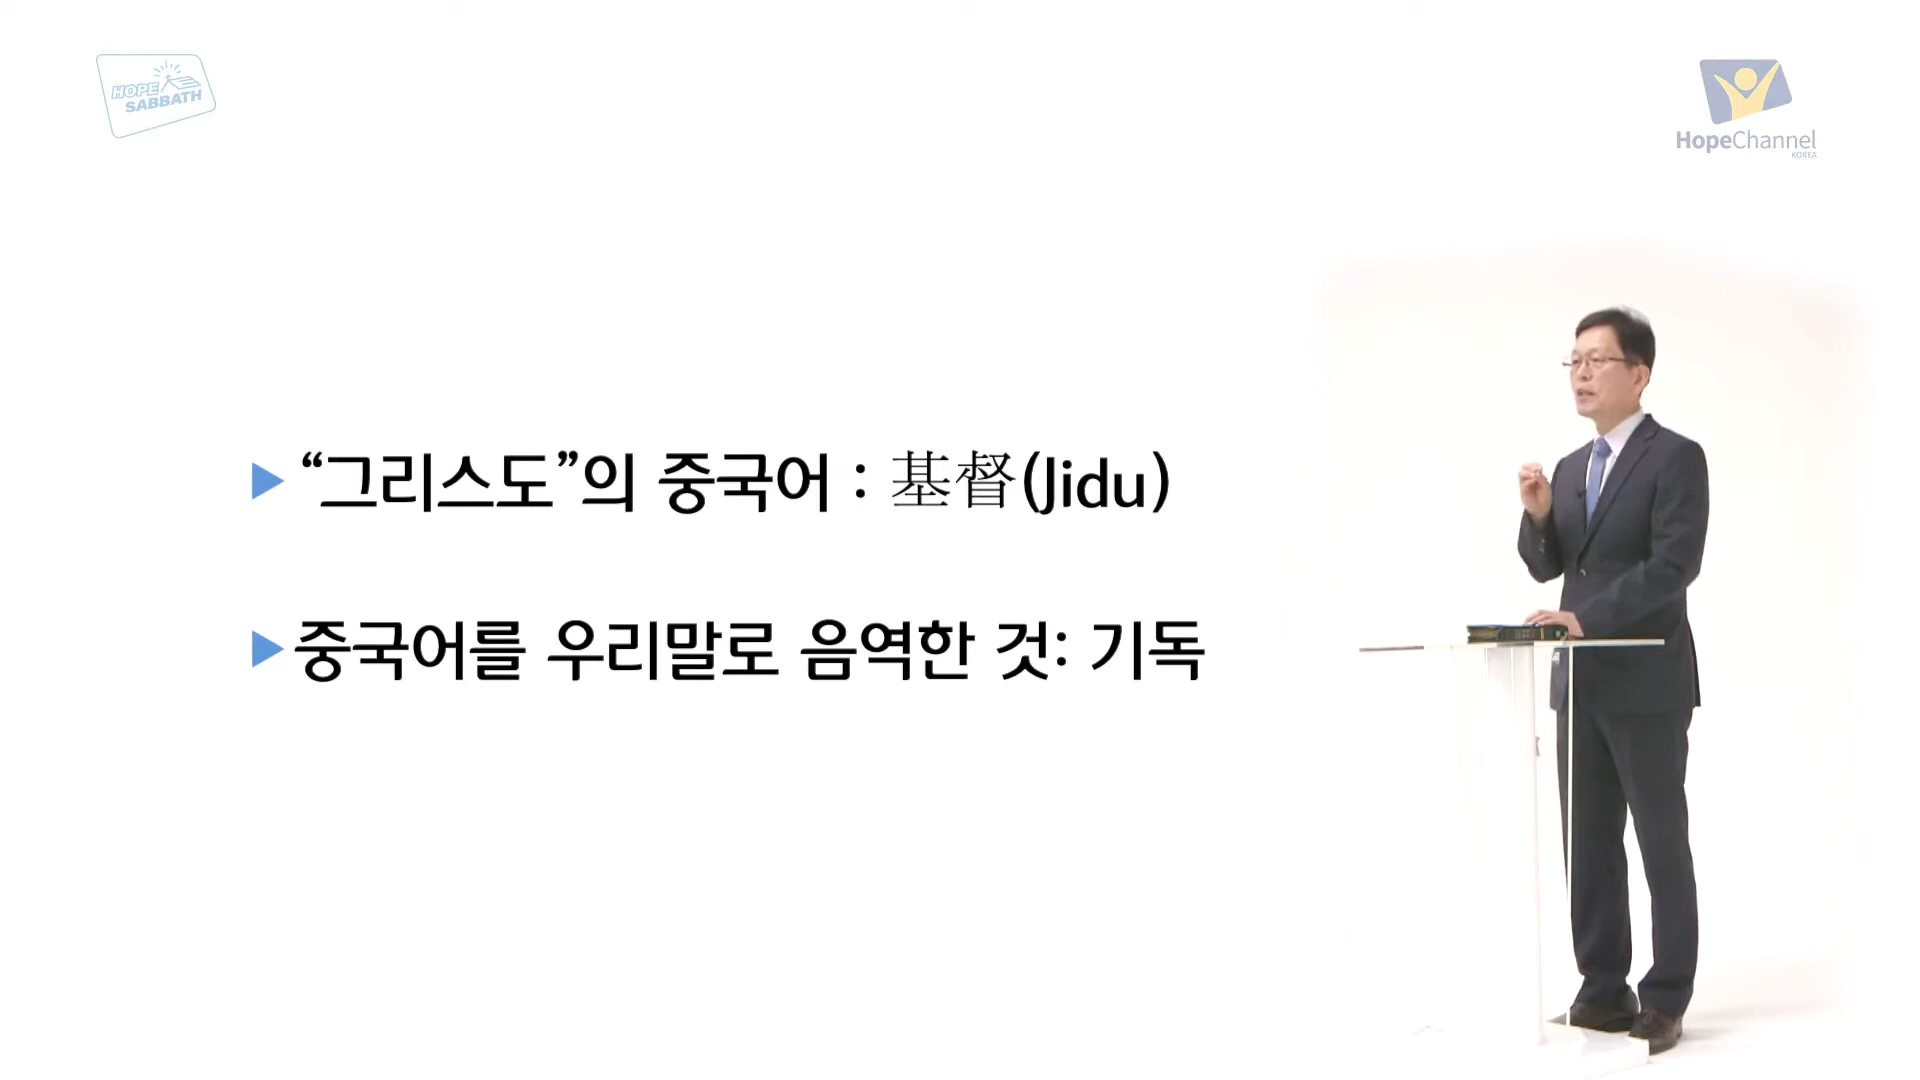 HOPE
SABBATH
HopeChannel
KOREA
“그리스도”의 중국어 : 基督(Jidu)
중국어를 우리말로 음역한 것: 기독